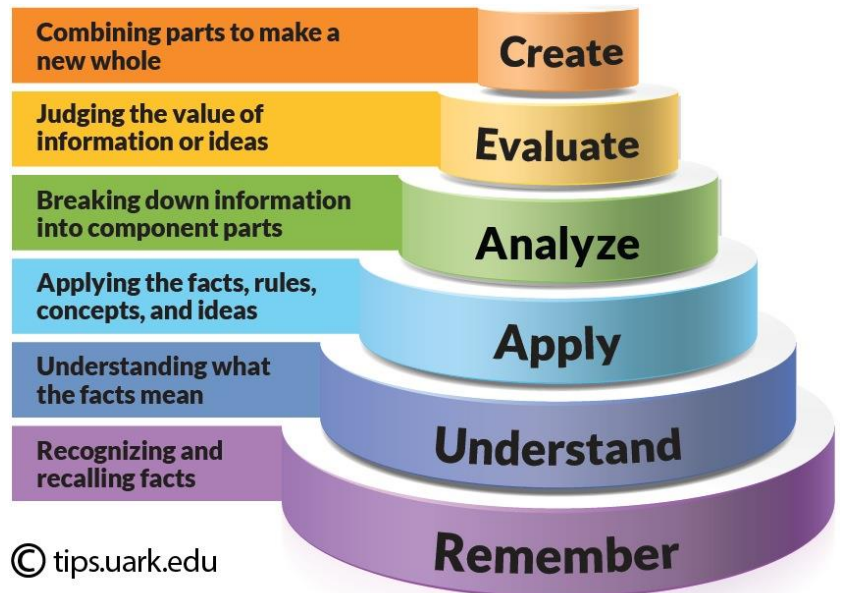 Combining parts to make a
new whole
Create
Judging the value of
information or ideas
Evaluate
Breaking down information
into component parts
Analyze
Applying the facts, rules,
concepts, and ideas
Apply
Understanding what
the facts mean
Understand
Recognizing and
recalling facts
Remember
© tips.uark.edu